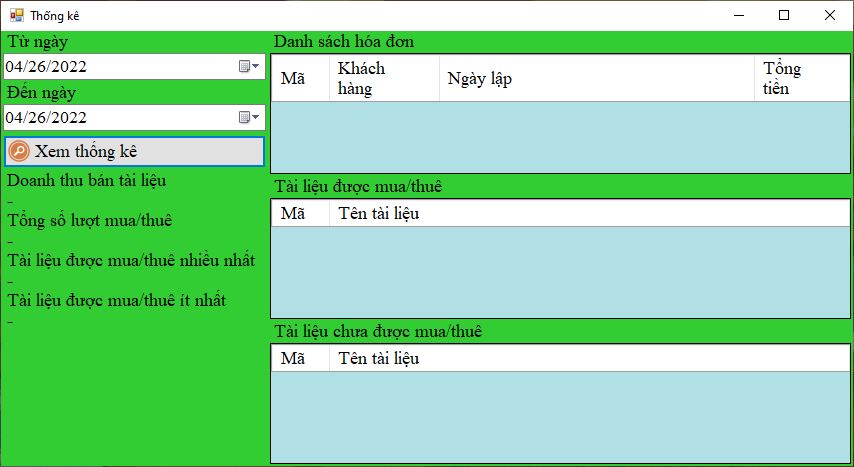 Thống kê
Từ ngày
04/26/2022
Đến ngày
04/26/2022
Xem thống kê
Doanh thu bán tài liệu
-
Tổng số lượt mua/thuê
-
Tài liệu được mua/thuê nhiều nhất
-
Tài liệu được mua/thuê ít nhất
-
Danh sách hóa đơn
Mã Khách hàng Ngày lập Tổng tiền
Tài liệu được mua/thuê
Mã Tên tài liệu
Tài liệu chưa được mua/thuê
Mã Tên tài liệu